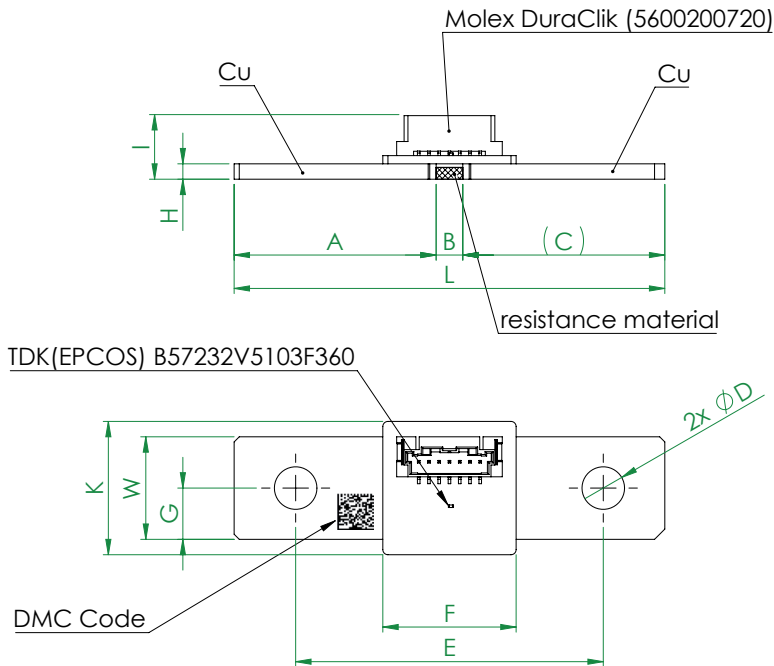 Molex DuraClik (5600200720)
Cu
Cu
I
H
A
B
(C)
L
resistance material
TDK(EPCOS) B57232V5103F360
2x ϕD
K
W
G
F
E
DMC Code